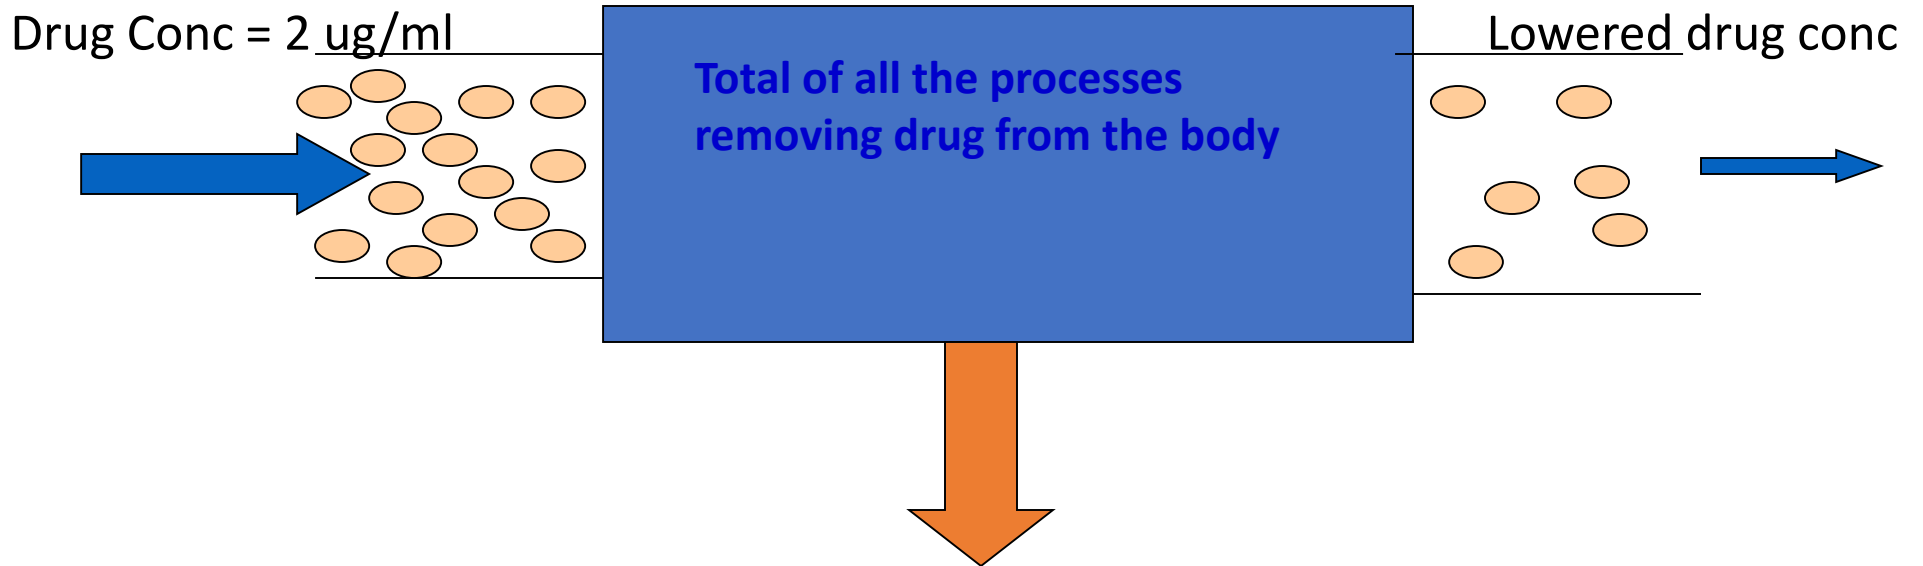 Drug Conc = 2 ug/ml
Lowered drug conc
Total of all the processes
removing drug from the body